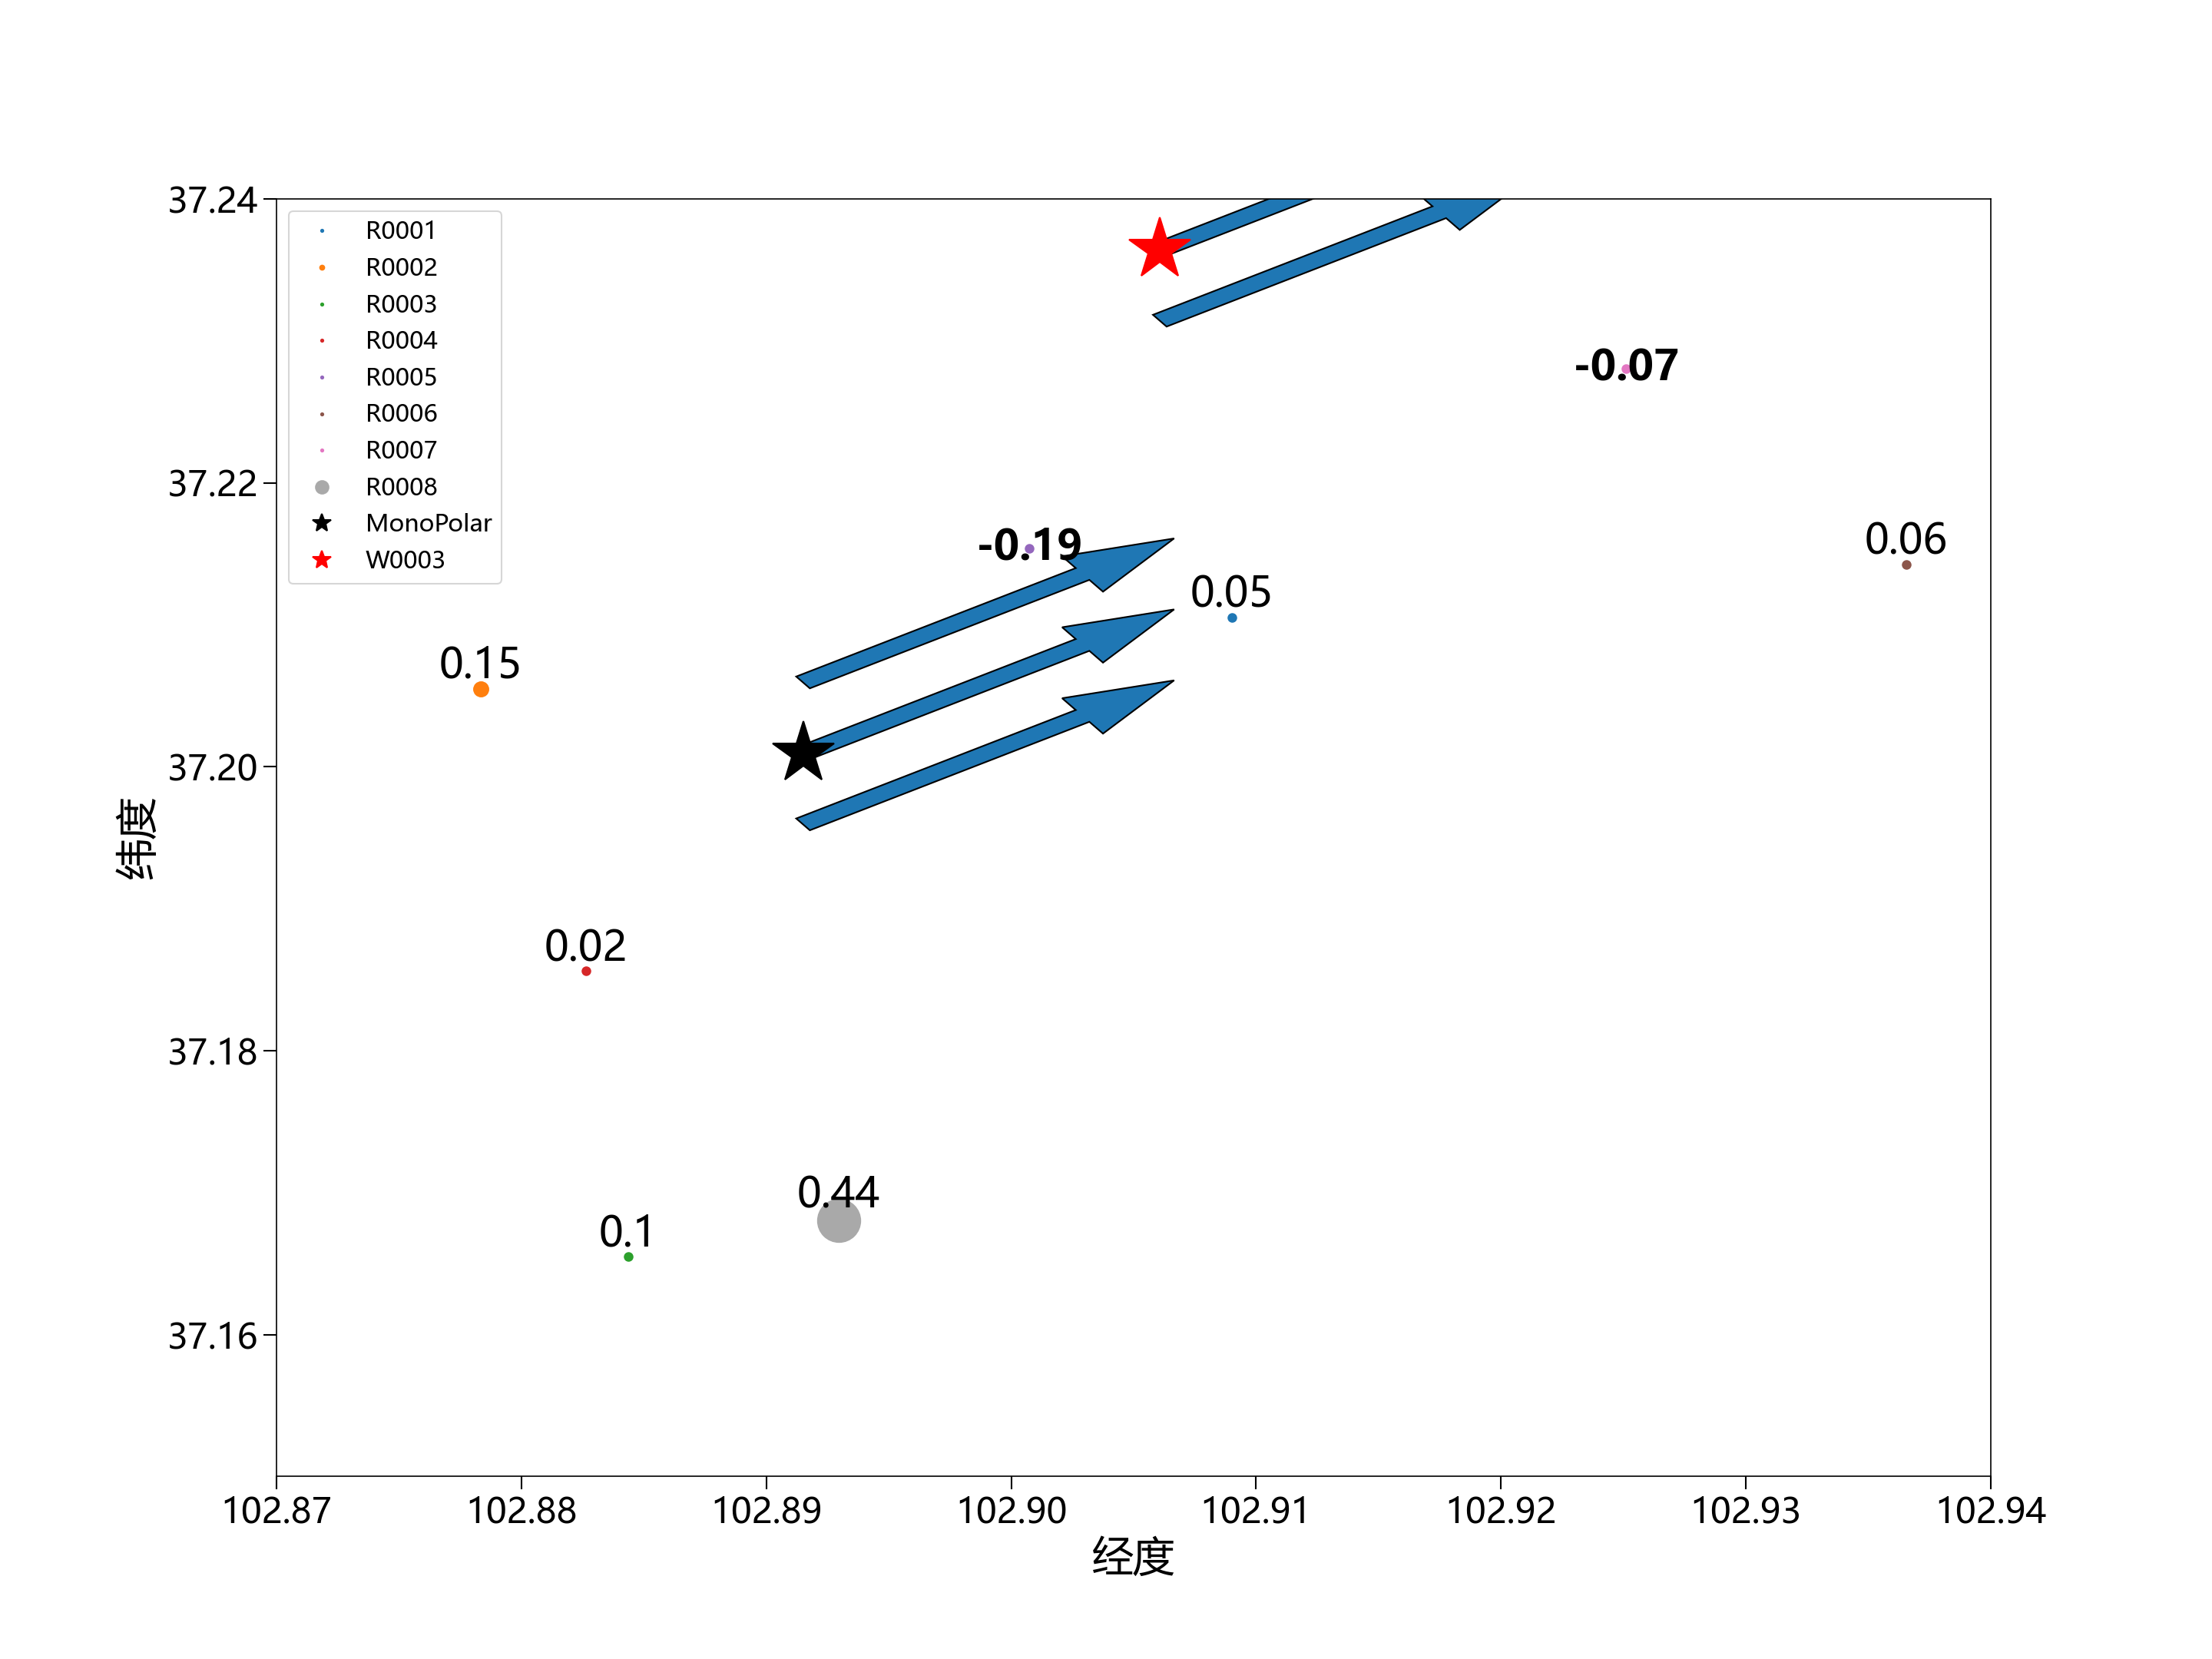 37.24
R0001
R0002
R0003
R0004
R0005
R0006
R0007
R0008
MonoPolar
W0003
-0.07
37.22
-0.19
0.06
0.05
0.15
37.20
纬度
0.02
37.18
0.44
0.1
37.16
102.87 102.88 102.89 102.90 102.91 102.92 102.93 102.94
经度